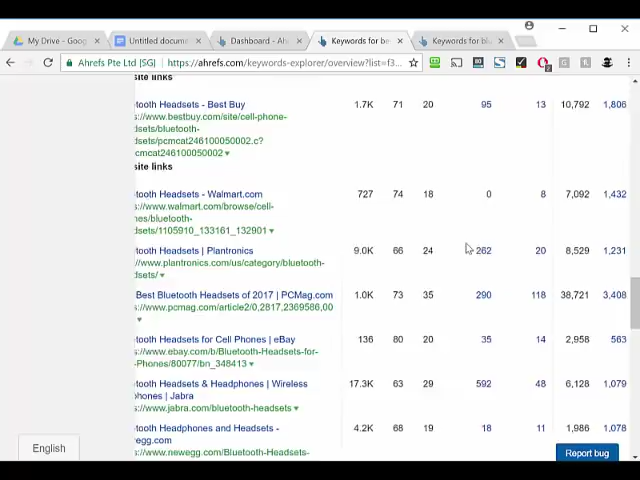 My Drive - Goog
Untitled docume
Dashboard - Ahre
Keywords for be
Keywords for blu
Ahrefs Pte Ltd [SG] https://ahrefs.com/keywords-explorer/overview?list=f3...
site links
tooth Headsets - Best Buy 1.7K 71 20 95 13 10,792 1,806
s://www.bestbuy.com/site/cell-phone-
dsets/bluetooth-
dsets/pcmcat246100050002.c?
pcmcat246100050002
site links
tooth Headsets - Walmart.com 727 74 18 0 8 7,092 1,432
s://www.walmart.com/browse/cell-
nes/bluetooth-
dsets/1105910_133161_132901
tooth Headsets | Plantronics 9.0K 66 24 262 20 8,529 1,231
://www.plantronics.com/us/category/bluetooth-
dsets/
Best Bluetooth Headsets of 2017 | PCMag.com 1.0K 73 35 290 118 38,721 3,408
://www.pcmag.com/article2/0,2817,2369586,00
tooth Headsets for Cell Phones | eBay 136 80 20 35 14 2,958 563
://www.ebay.com/b/Bluetooth-Headsets-for-
-Phones/80077/bn_348413
tooth Headsets & Headphones | Wireless 17.3K 63 29 592 48 6,128 1,079
phones | Jabra
s://www.jabra.com/bluetooth-headsets
tooth Headphones and Headsets - 4.2K 68 19 18 11 1,986 1,078
wegg.com
s://www.newegg.com/Bluetooth-Headsets-
English
Report bug